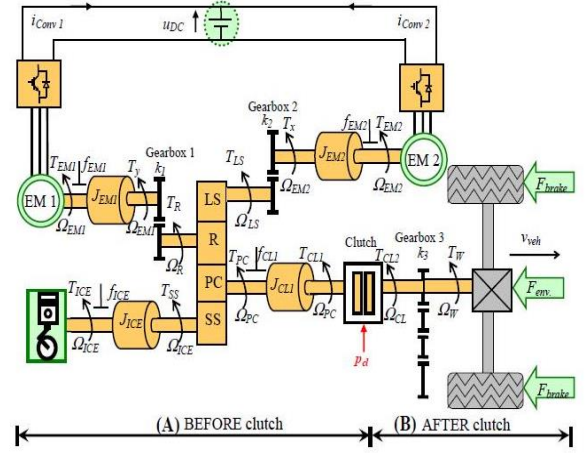 i_Conv1
u_DC
i_Conv 2
Gearbox 2
k_2
T_x
f_EM2
T_EM2
J_EM2
EM 2
Ω_EM2
Ω_EM2
T_LS
Ω_LS
Gearbox 1
k_1
T_EM1
f_EM1
T_y
EM 1
J_EM1
Ω_EM1
Ω_EM1
T_R
Ω_R
LS
R
PC
SS
F_brake
v_veh
T_PC
f_CL1
T_CL1
J_CL1
Ω_PC
Ω_PC
Clutch
T_CL2
Ω_CL
p_cl
Gearbox 3
k_3
T_W
Ω_W
F_env.
T_ICE
f_ICE
T_SS
J_ICE
Ω_ICE
Ω_ICE
F_brake
(A) BEFORE clutch
(B) AFTER clutch